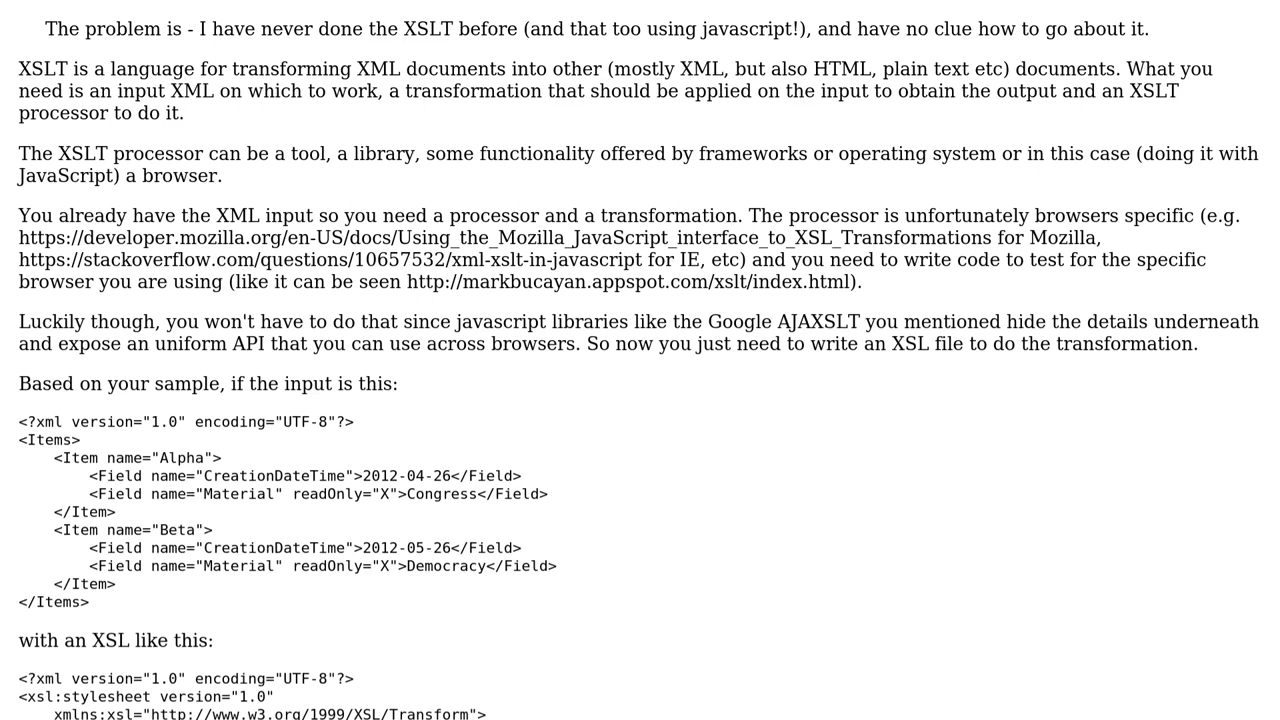 The problem is - I have never done the XSLT before (and that too using javascript!), and have no clue how to go about it.
XSLT is a language for transforming XML documents into other (mostly XML, but also HTML, plain text etc) documents. What you
need is an input XML on which to work, a transformation that should be applied on the input to obtain the output and an XSLT
processor to do it.
The XSLT processor can be a tool, a library, some functionality offered by frameworks or operating system or in this case (doing it with
JavaScript) a browser.
You already have the XML input so you need a processor and a transformation. The processor is unfortunately browsers specific (e.g.
https://developer.mozilla.org/en-US/docs/Using_the_Mozilla_JavaScript_interface_to_XSL_Transformations for Mozilla,
https://stackoverflow.com/questions/10657532/xml-xslt-in-javascript for IE, etc) and you need to write code to test for the specific
browser you are using (like it can be seen http://markbucayan.appspot.com/xslt/index.html).
Luckily though, you won't have to do that since javascript libraries like the Google AJAXSLT you mentioned hide the details underneath
and expose an uniform API that you can use across browsers. So now you just need to write an XSL file to do the transformation.
Based on your sample, if the input is this:
<?xml version="1.0" encoding="UTF-8"?>
<Items>
    <Item name="Alpha">
        <Field name="CreationDateTime">2012-04-26</Field>
        <Field name="Material" readOnly="X">Congress</Field>
    </Item>
    <Item name="Beta">
        <Field name="CreationDateTime">2012-05-26</Field>
        <Field name="Material" readOnly="X">Democracy</Field>
    </Item>
</Items>
with an XSL like this:
<?xml version="1.0" encoding="UTF-8"?>
<xsl:stylesheet version="1.0"
    xmlns:xsl="http://www.w3.org/1999/XSL/Transform">